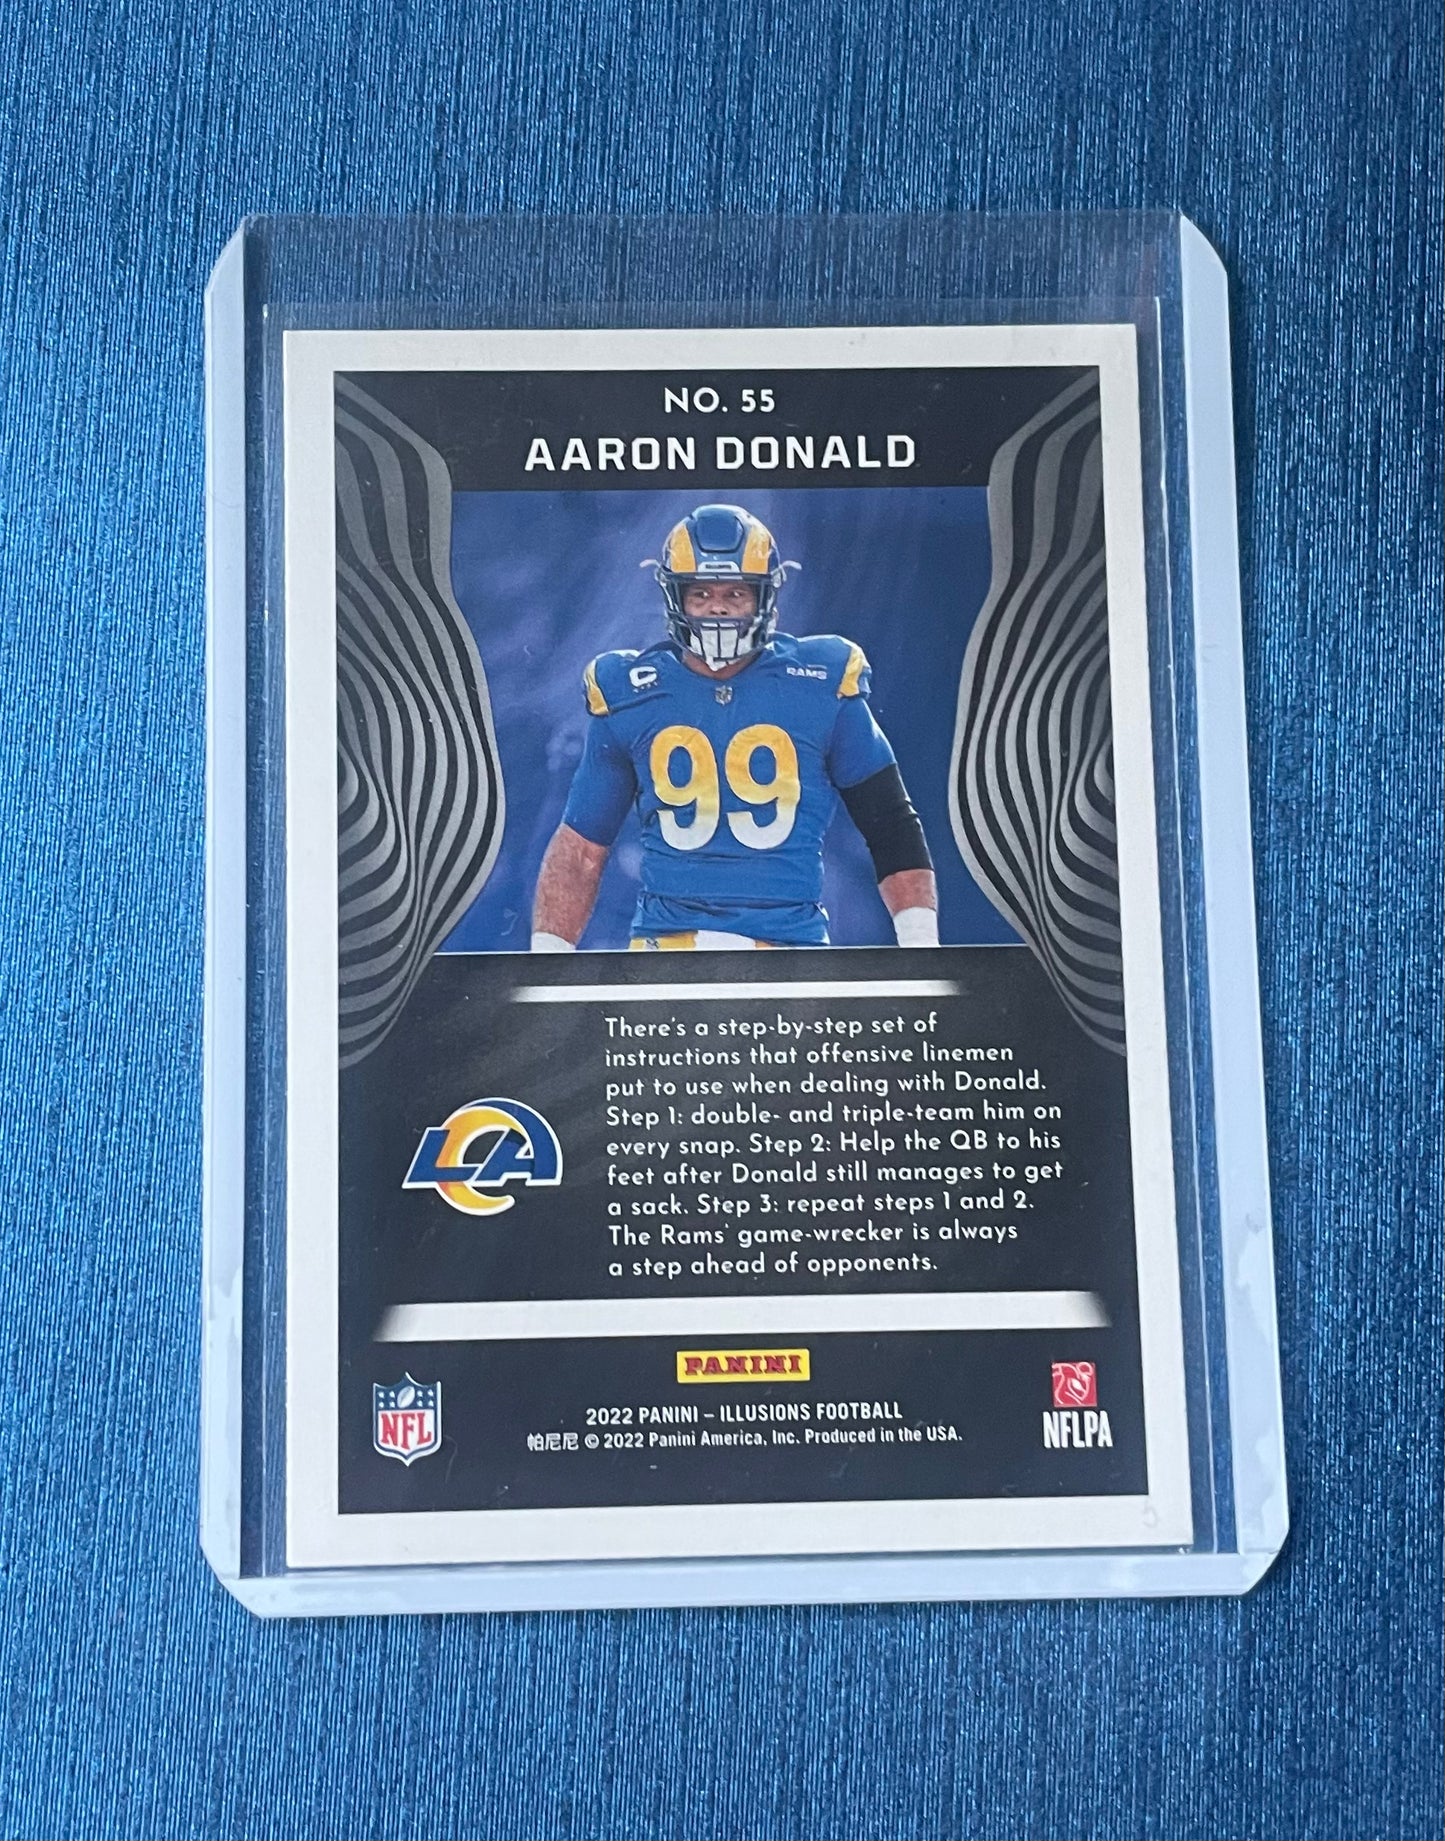 NO. 55
AARON DONALD
C
RAMS
99
There's a step-by-step set of
instructions that offensive linemen
put to use when dealing with Donald.
Step 1: double- and triple-team him on
every snap. Step 2: Help the QB to his
feet after Donald still manages to get
a sack. Step 3: repeat steps 1 and 2.
The Rams' game-wrecker is always
a step ahead of opponents.
LA
PANINI
NFL
2022 PANINI – ILLUSIONS FOOTBALL
帕尼尼 © 2022 Panini America, Inc. Produced in the USA.
NFLPA